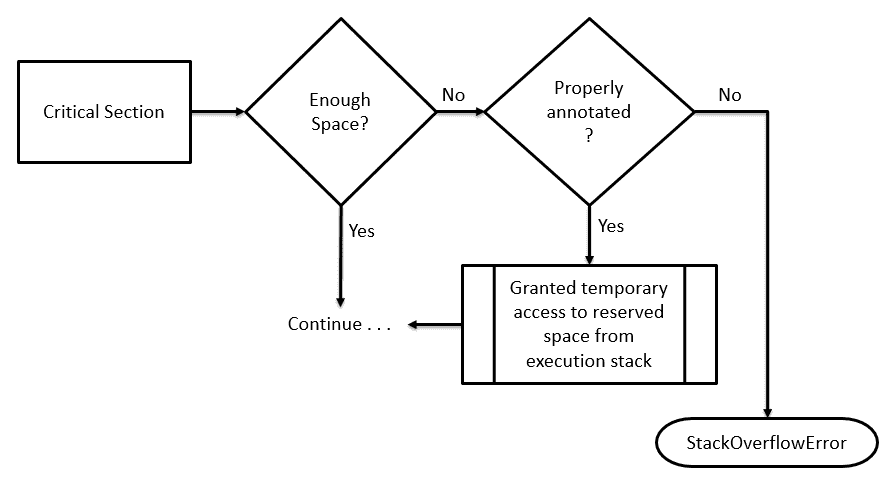 Critical Section
Enough
Space?
No
Properly
annotated
?
No
Yes
Yes
Granted temporary
access to reserved
space from
execution stack
Continue . . .
StackOverflowError